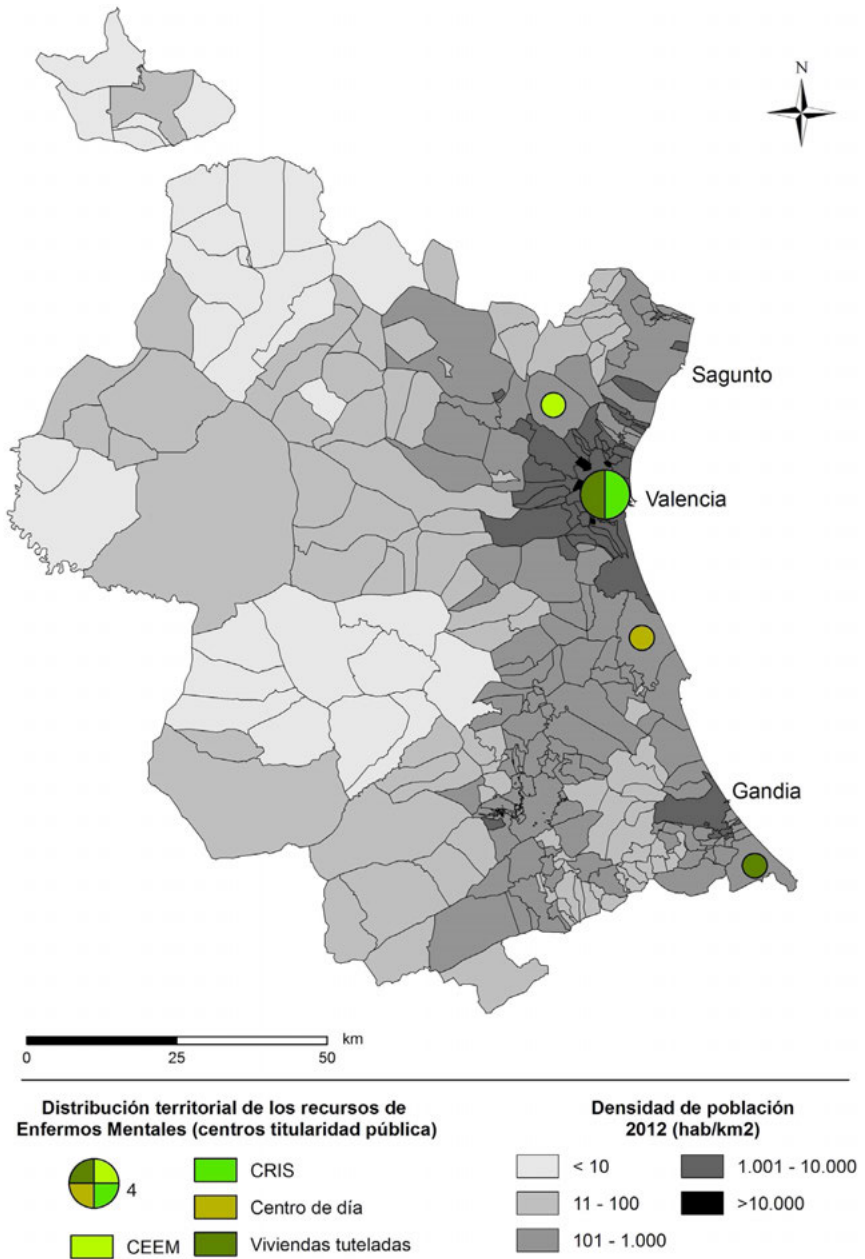 N
Sagunto
Valencia
Gandia
km
0 25 50
Distribución territorial de los recursos de
Enfermos Mentales (centros titularidad pública)
4
CRIS
Centro de día
CEEM
Viviendas tuteladas
Densidad de población
2012 (hab/km2)
< 10
1.001 - 10.000
11 - 100
>10.000
101 - 1.000